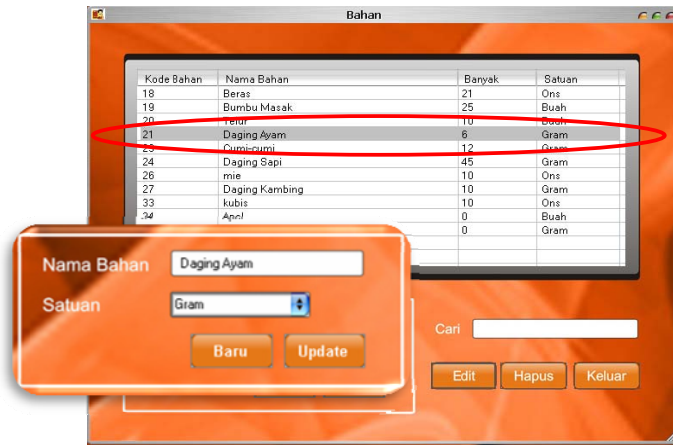 Bahan
Kode Bahan Nama Bahan Banyak Satuan
18 Beras 21 Ons
19 Bumbu Masak 25 Buah
20 Telur 10 Buah
21 Daging Ayam 6 Gram
23 Cumi-cumi 12 Gram
24 Daging Sapi 45 Gram
26 mie 10 Ons
27 Daging Kambing 10 Gram
33 kubis 10 Ons
34 Apel 0 Buah
0 Gram
Nama Bahan Daging Ayam
Satuan Gram
Baru Update
Cari
Edit Hapus Keluar